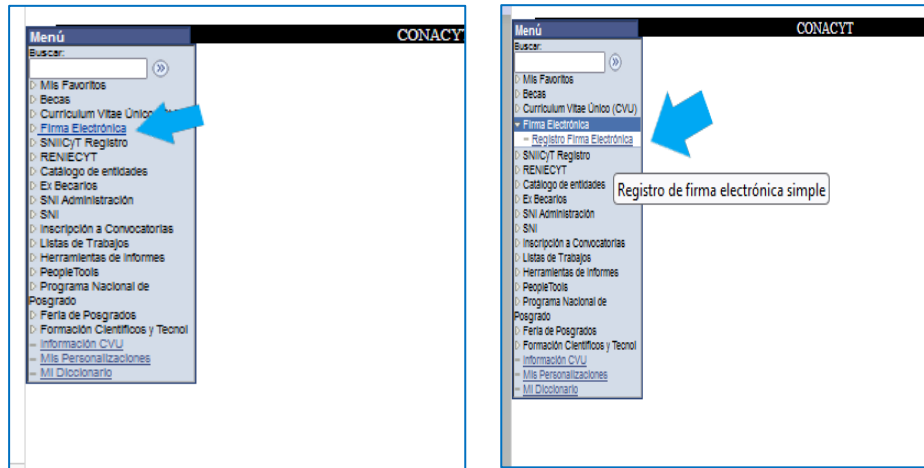 CONACY
Menú
Buscar:
Mis Favoritos
Becas
Curriculum Vitae Único
Firma Electrónica
SNIICyT Registro
RENIECYT
Catálogo de entidades
Ex Becarios
SNI Administración
SNI
Inscripción a Convocatorias
Listas de Trabajos
Herramientas de Informes
PeopleTools
Programa Nacional de
Posgrado
Feria de Posgrados
Formación Científicos y Tecnol
Información CVU
Mis Personalizaciones
Mi Diccionario
CONACYT
Menú
Buscar:
Mis Favoritos
Becas
Curriculum Vitae Único (CVU)
Firma Electrónica
Registro Firma Electrónica
SNIICyT Registro
RENIECYT
Catálogo de entidades
Registro de firma electrónica simple
Ex Becarios
SNI Administración
SNI
Inscripción a Convocatorias
Listas de Trabajos
Herramientas de Informes
PeopleTools
Programa Nacional de
Posgrado
Feria de Posgrados
Formación Científicos y Tecnol
Información CVU
Mis Personalizaciones
Mi Diccionario